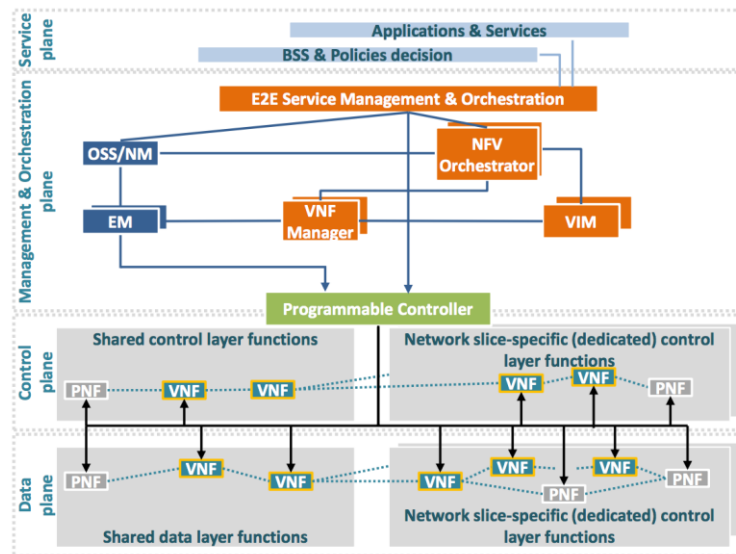 Service
plane
Applications & Services
BSS & Policies decision
Management & Orchestration
plane
E2E Service Management & Orchestration
OSS/NM
NFV
Orchestrator
EM
VNF
Manager
VIM
Programmable Controller
Control
plane
Shared control layer functions
Network slice-specific (dedicated) control
layer functions
PNF
VNF
VNF
VNF
VNF
PNF
Data
plane
PNF
VNF
VNF
VNF
VNF
PNF
VNF
PNF
Shared data layer functions
Network slice-specific (dedicated) control
layer functions